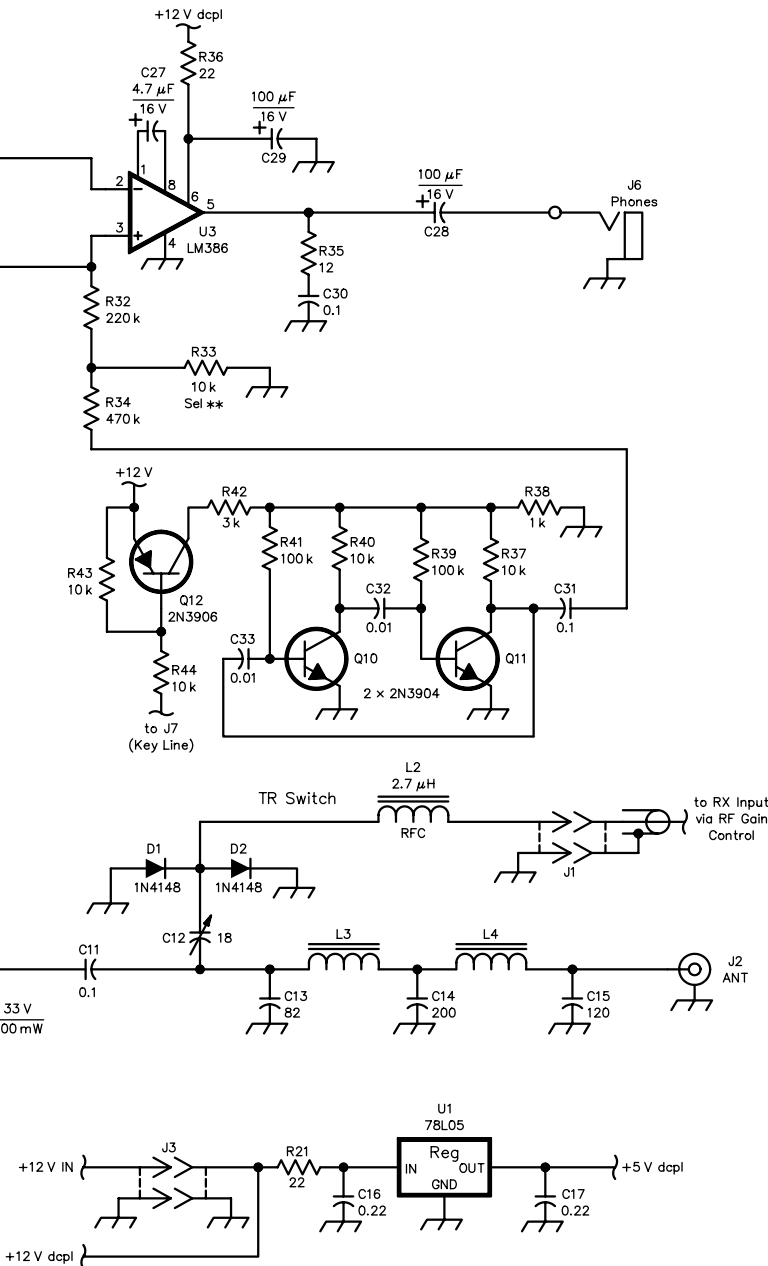 +12 V dcpl
R36
22
C27
4.7 μF
16 V
+
100 μF
16 V
+
C29
1
8
2
−
6
5
3
+
4
U3
LM386
100 μF
16 V
+
C28
J6
Phones
R35
12
C30
0.1
R32
220 k
R33
10 k
Sel **
R34
470 k
+12 V
R42
3 k
R38
1 k
R41
100 k
R40
10 k
R39
100 k
R37
10 k
R43
10 k
Q12
2N3906
C32
0.01
C31
0.1
C33
0.01
Q10
Q11
2 × 2N3904
R44
10 k
to J7
(Key Line)
L2
2.7 μH
RFC
TR Switch
to RX Input
via RF Gain
Control
J1
D1
1N4148
D2
1N4148
C12
18
C11
0.1
L3
L4
J2
ANT
C13
82
C14
200
C15
120
33 V
00 mW
U1
78L05
Reg
IN
OUT
GND
J3
+12 V IN
R21
22
+5 V dcpl
C16
0.22
C17
0.22
+12 V dcpl